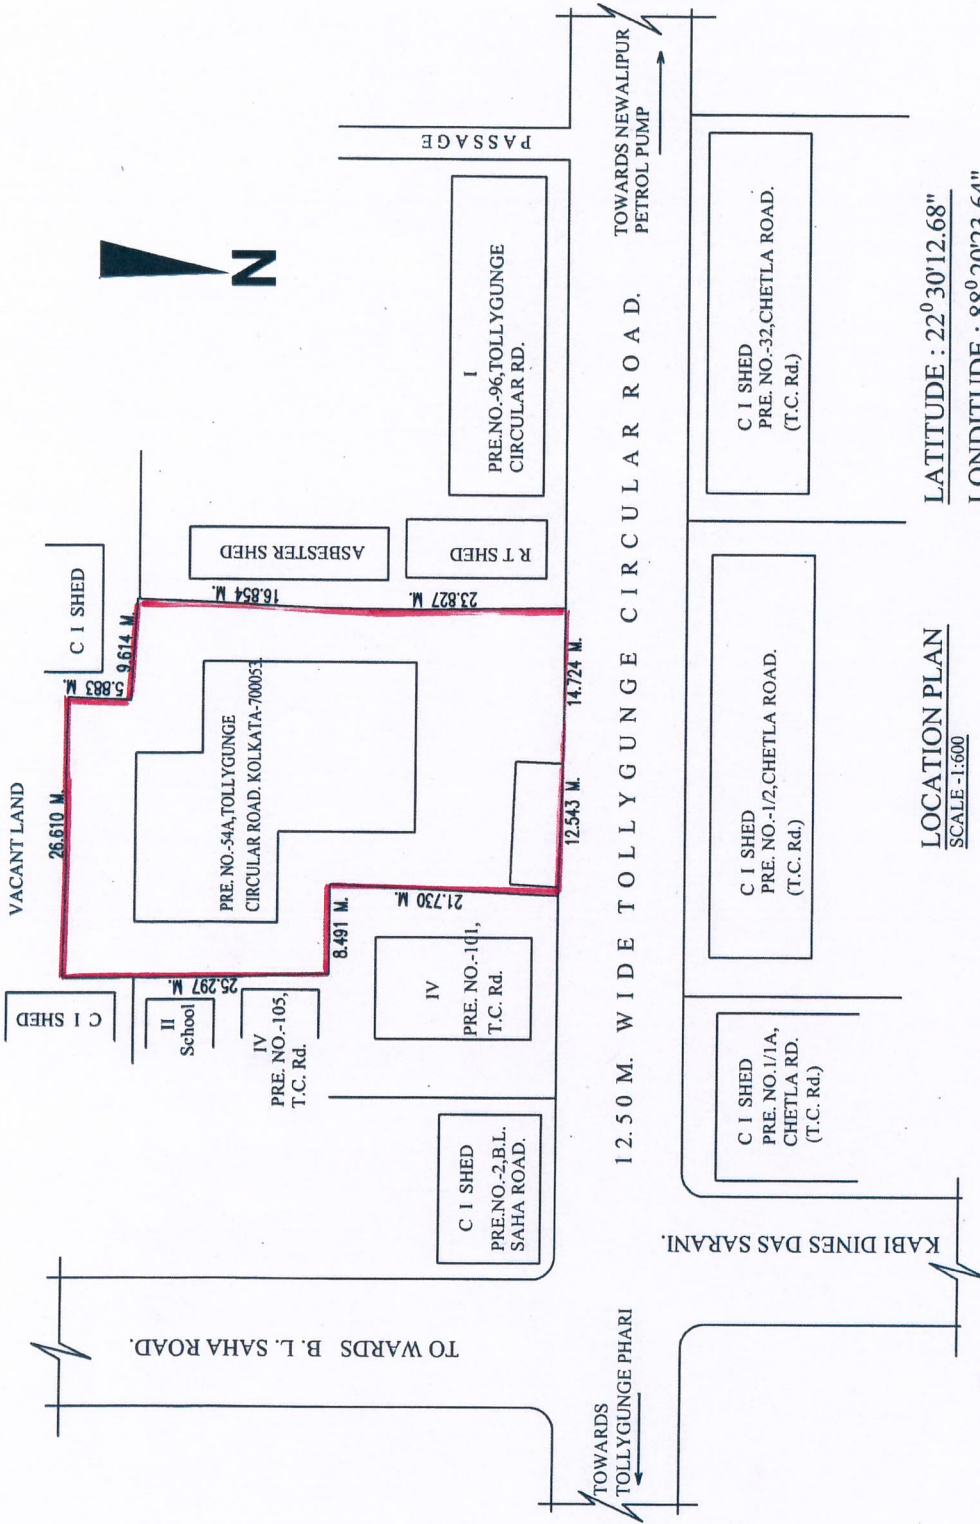 VACANT LAND
26.610 M.
C I SHED
5.883 M.
9.614 M.
C I SHED
25.297 M.
II
School
IV
PRE. NO.-105,
T.C. Rd.
PRE. NO.-54A,TOLLYGUNGE
CIRCULAR ROAD. KOLKATA-700053.
16.854 M.
ASBESTER SHED
23.827 M.
R T SHED
N
8.491 M.
21.730 M.
IV
PRE. NO.-101,
T.C. Rd.
I
PRE.NO.-96,TOLLYGUNGE
CIRCULAR RD.
PASSAGE
TO WARDS B. L. SAHA ROAD.
C I SHED
PRE.NO.-2,B.L.
SAHA ROAD.
12.543 M.
14.724 M.
TOWARDS
TOLLYGUNGE PHARI
12.50 M. WIDE TOLLYGUNGE CIRCULAR ROAD.
TOWARDS NEWALIPUR
PETROL PUMP
KABI DINES DAS SARANI.
C I SHED
PRE. NO.1/1A,
CHETLA RD.
(T.C. Rd.)
C I SHED
PRE. NO.-1/2,CHETLA ROAD.
(T.C. Rd.)
C I SHED
PRE. NO.-32,CHETLA ROAD.
(T.C. Rd.)
LOCATION PLAN
SCALE -1:600
LATITUDE : 22⁰30'12.68"
LONDITUDE : 88⁰20'23.64"